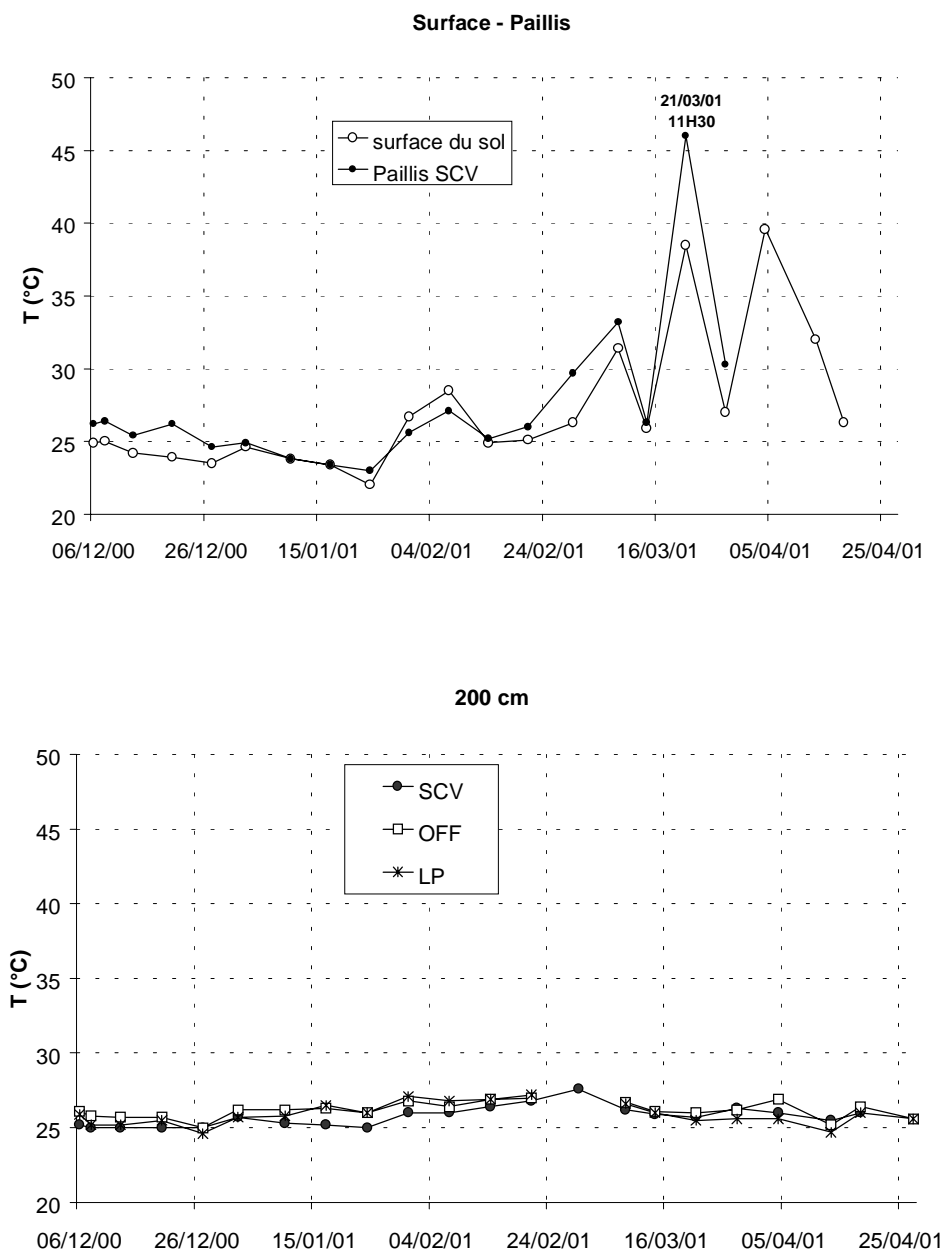 Surface - Paillis
T (°C)
50
45
40
35
30
25
20
surface du sol
Paillis SCV
21/03/01
11H30
06/12/00 26/12/00 15/01/01 04/02/01 24/02/01 16/03/01 05/04/01 25/04/01
200 cm
T (°C)
50
45
40
35
30
25
20
SCV
OFF
LP
06/12/00 26/12/00 15/01/01 04/02/01 24/02/01 16/03/01 05/04/01 25/04/01